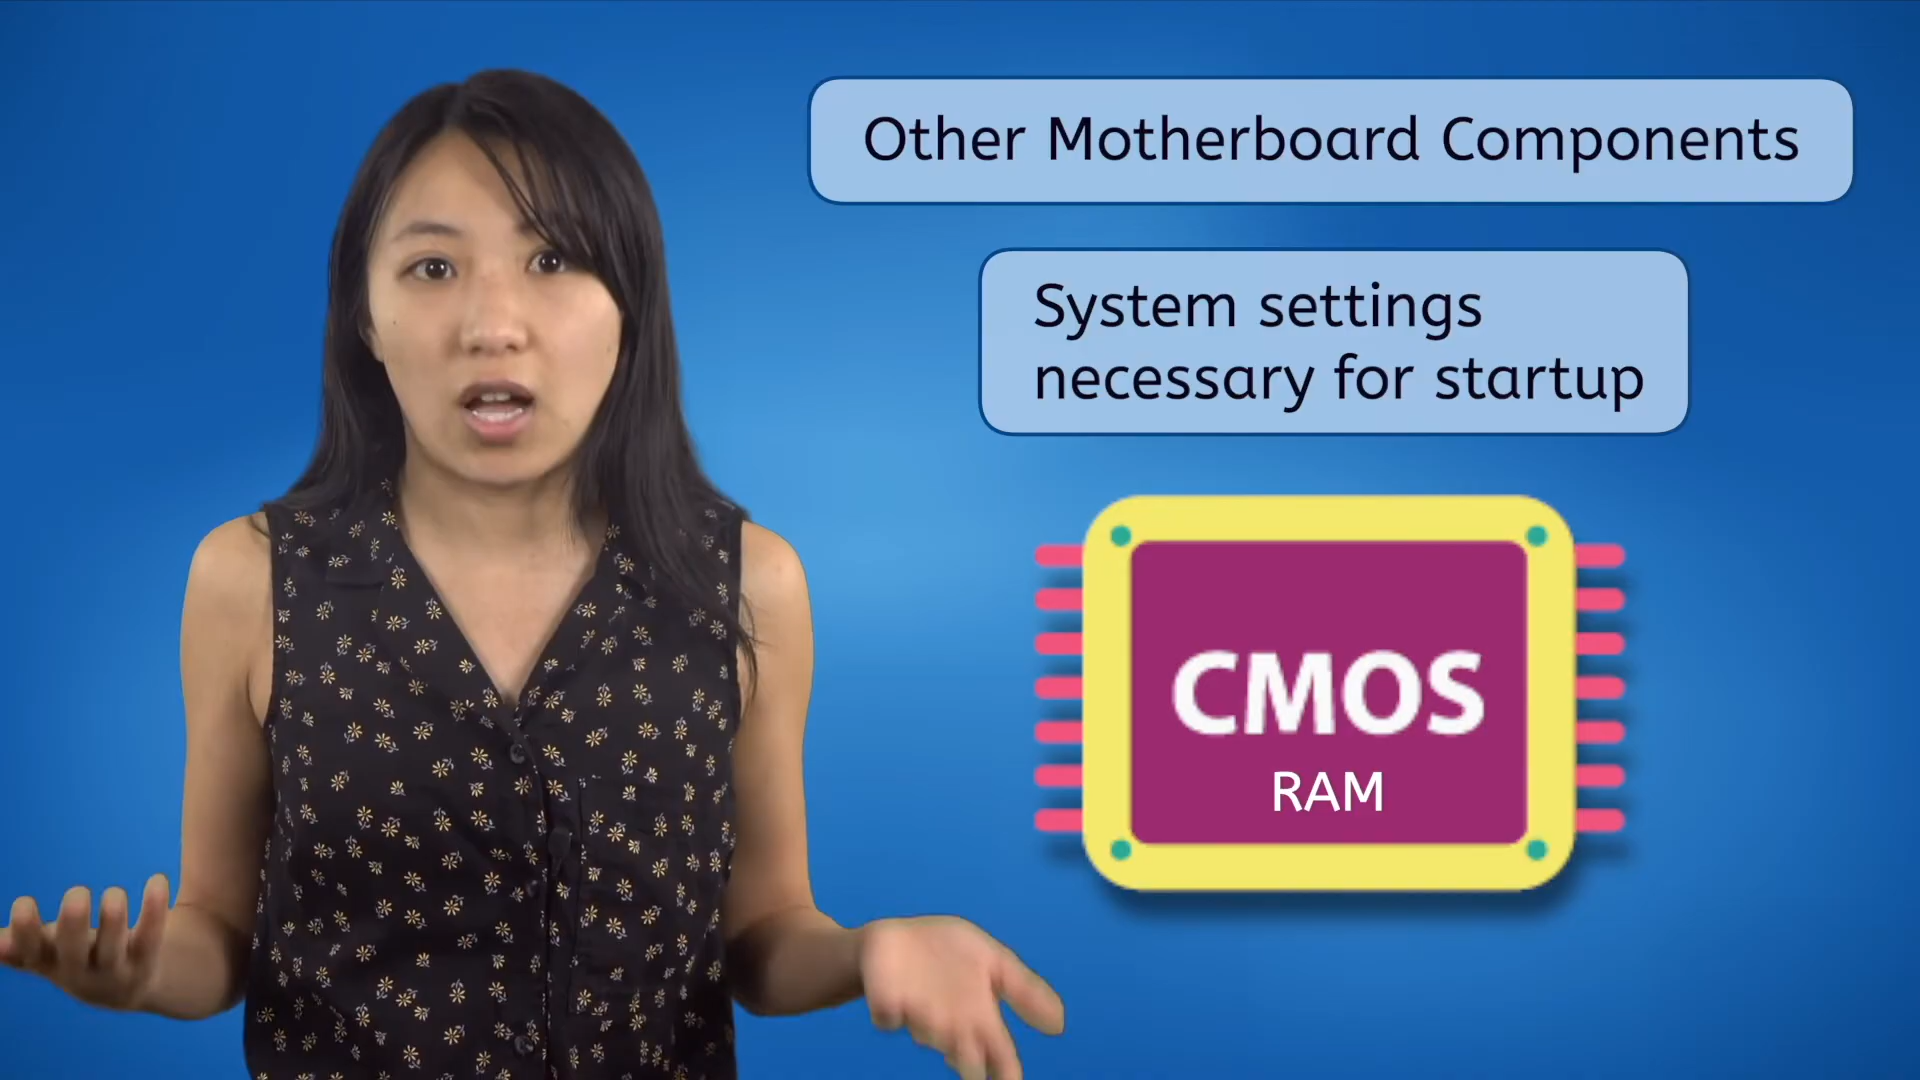 Other Motherboard Components
System settings
necessary for startup
CMOS
RAM